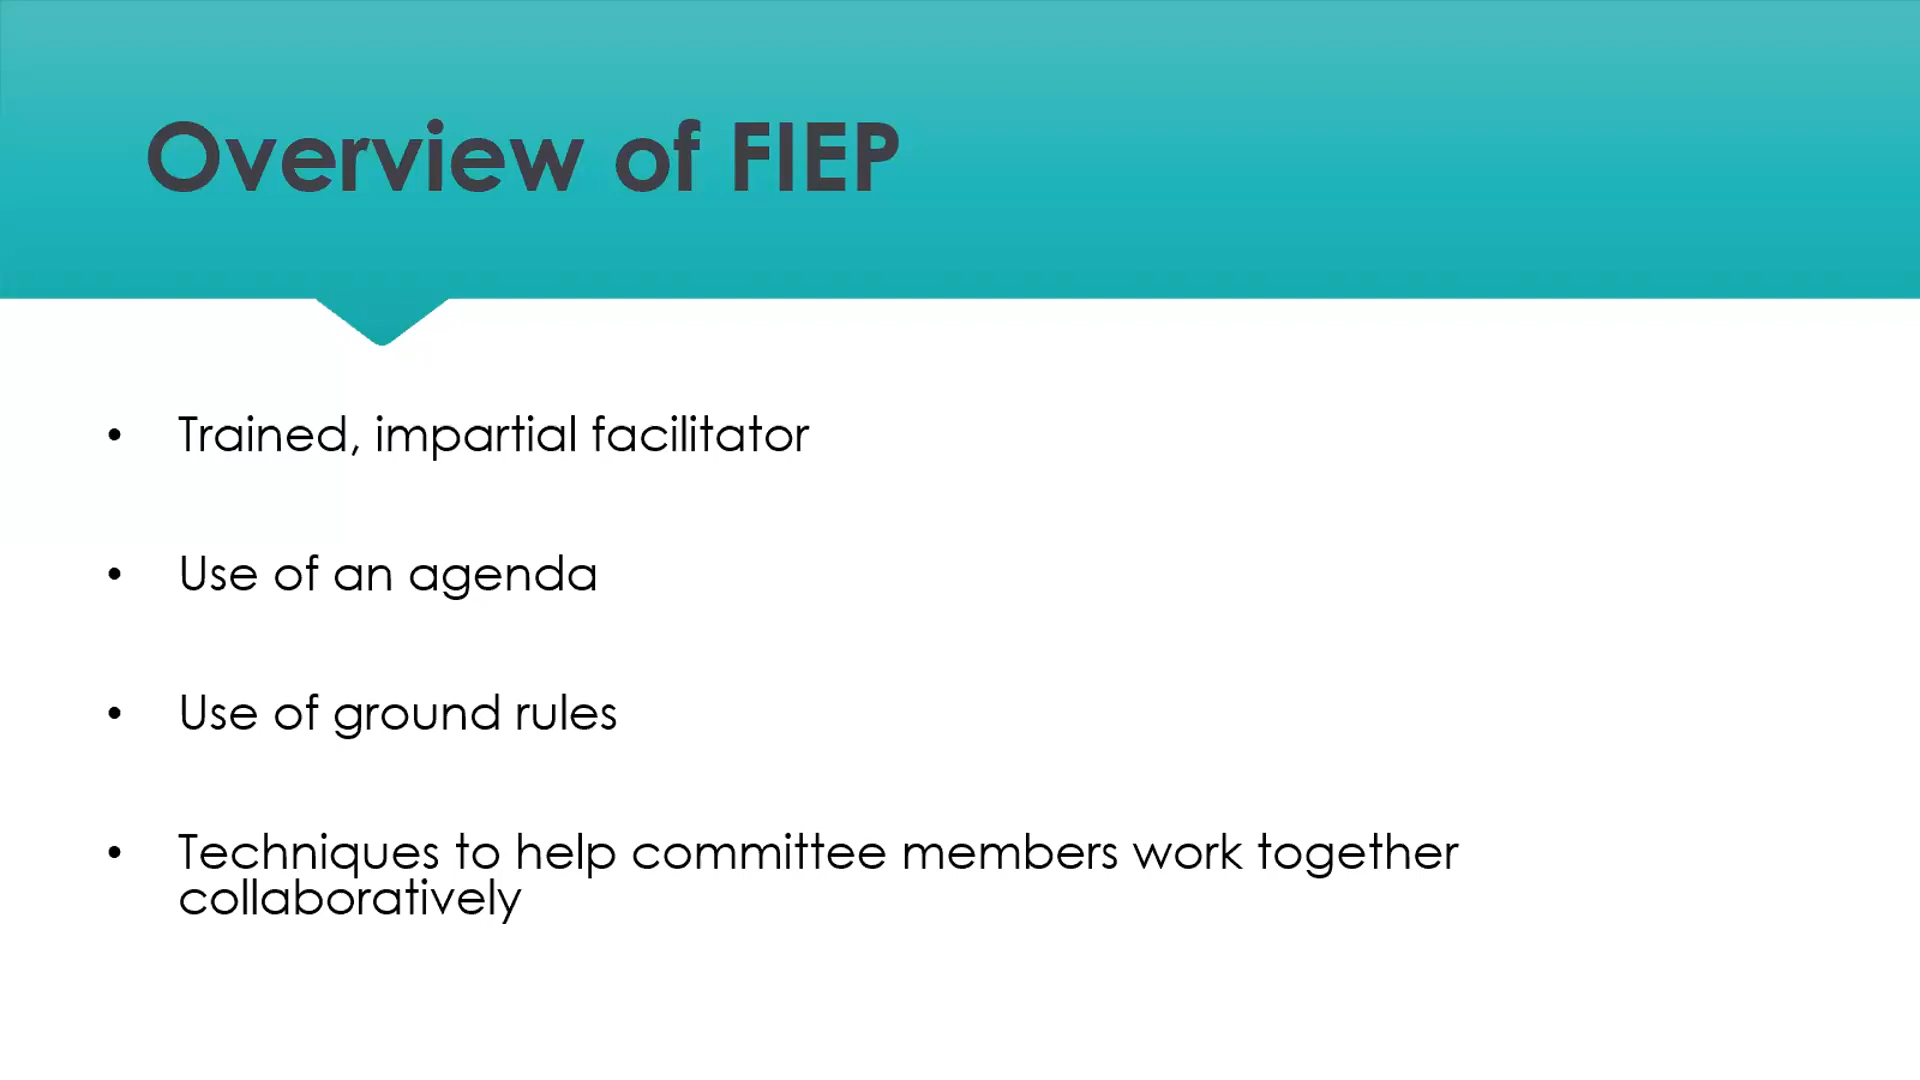 Overview of FIEP
• Trained, impartial facilitator
• Use of an agenda
• Use of ground rules
• Techniques to help committee members work together
collaboratively